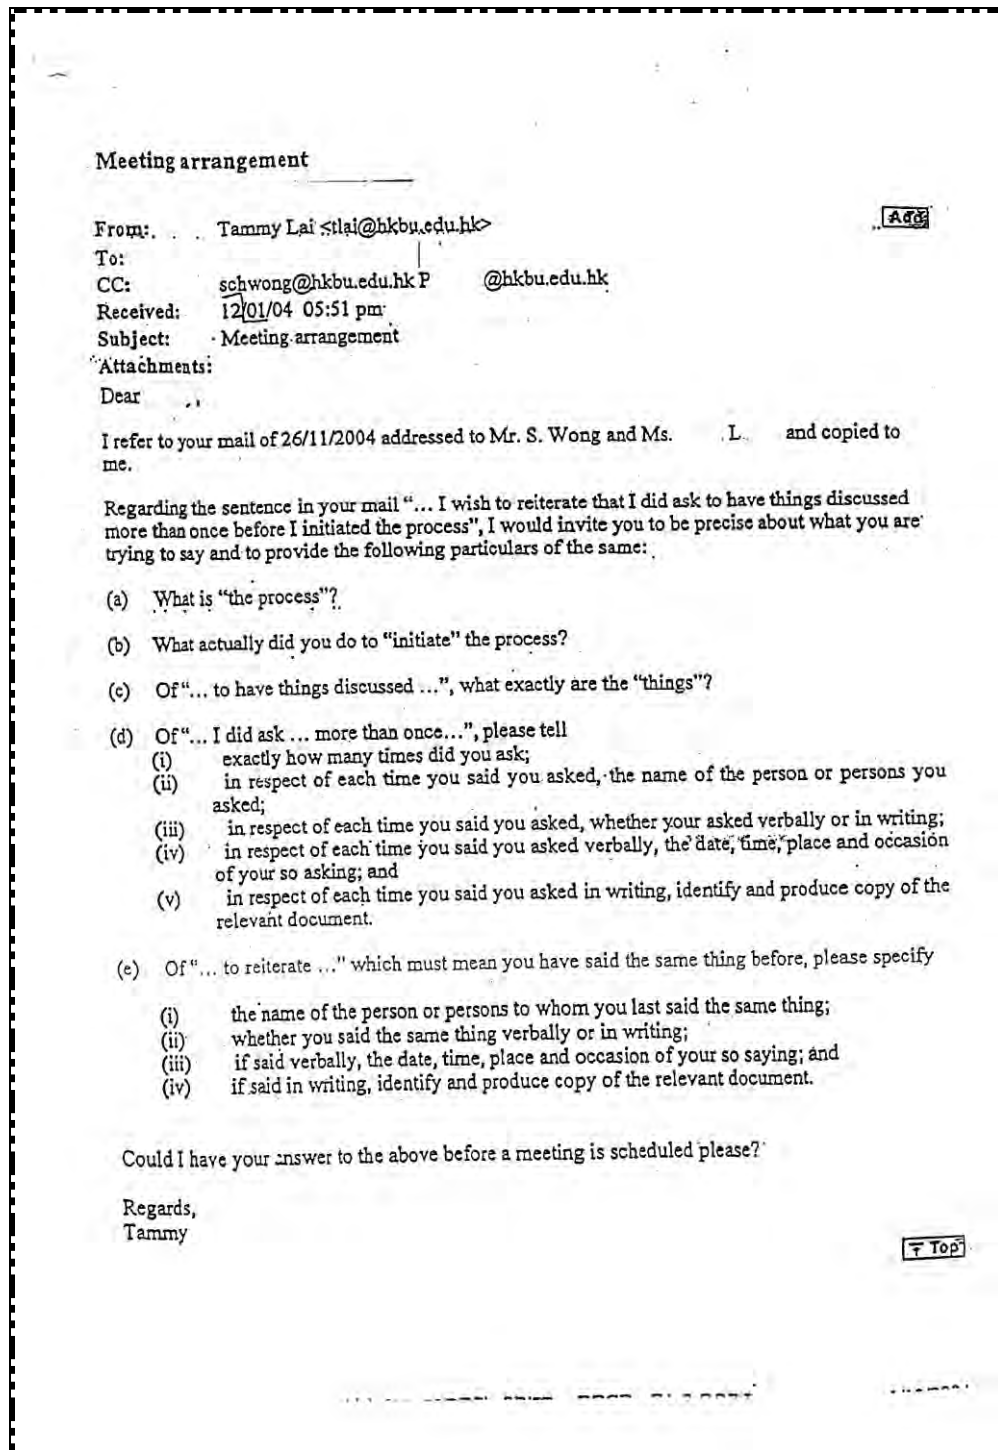 Meeting arrangement
From: Tammy Lai <tlai@hkbu.edu.hk>
Add
To:
CC: schwong@hkbu.edu.hk P @hkbu.edu.hk
Received: 12/01/04 05:51 pm
Subject: Meeting arrangement
Attachments:
Dear ,
I refer to your mail of 26/11/2004 addressed to Mr. S. Wong and Ms. L and copied to
me.
Regarding the sentence in your mail “... I wish to reiterate that I did ask to have things discussed
more than once before I initiated the process”, I would invite you to be precise about what you are
trying to say and to provide the following particulars of the same:
(a) What is “the process”?
(b) What actually did you do to “initiate” the process?
(c) Of “... to have things discussed ...”, what exactly are the “things”?
(d) Of “... I did ask ... more than once...”, please tell
(i) exactly how many times did you ask;
(ii) in respect of each time you said you asked, the name of the person or persons you
asked;
(iii) in respect of each time you said you asked, whether your asked verbally or in writing;
(iv) in respect of each time you said you asked verbally, the date, time, place and occasion
of your so asking; and
(v) in respect of each time you said you asked in writing, identify and produce copy of the
relevant document.
(e) Of “... to reiterate ...” which must mean you have said the same thing before, please specify
(i) the name of the person or persons to whom you last said the same thing;
(ii) whether you said the same thing verbally or in writing;
(iii) if said verbally, the date, time, place and occasion of your so saying; and
(iv) if said in writing, identify and produce copy of the relevant document.
Could I have your answer to the above before a meeting is scheduled please?
Regards,
Tammy
Top